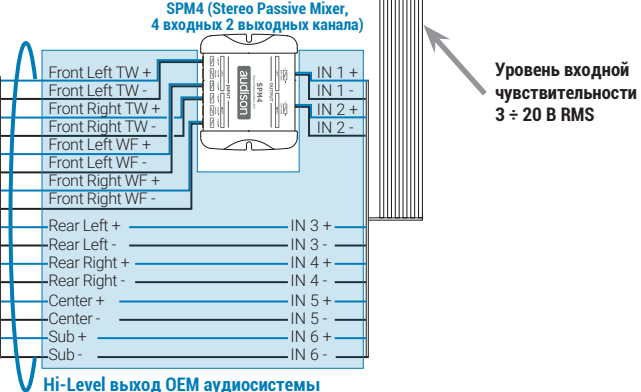 SPM4 (Stereo Passive Mixer,
4 входных 2 выходных канала)
Front Left TW + IN 1 +
Front Left TW - IN 1 -
Front Right TW + IN 2 +
Front Right TW - IN 2 -
Front Left WF +
Front Left WF -
Front Right WF +
Front Right WF -
audison
SPM4
OUTPUT
INPUT
Уровень входной
чувствительности
3 ÷ 20 В RMS
Rear Left + IN 3 +
Rear Left - IN 3 -
Rear Right + IN 4 +
Rear Right - IN 4 -
Center + IN 5 +
Center - IN 5 -
Sub + IN 6 +
Sub - IN 6 -
Hi-Level выход OEM аудиосистемы